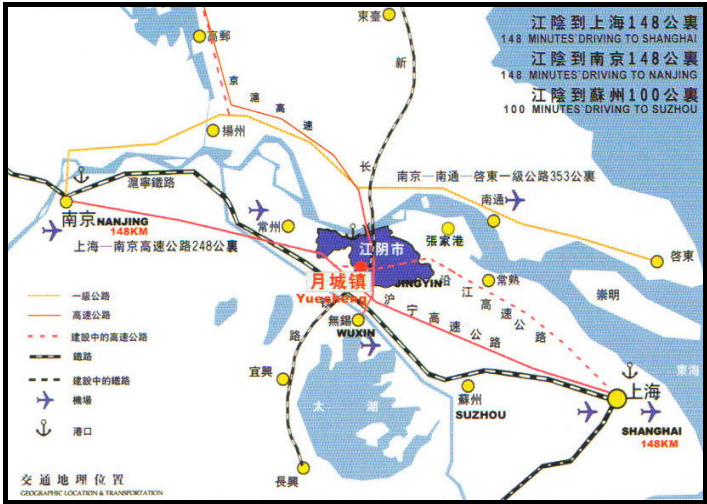 江陰到上海148公裏
148 MINUTES DRIVING TO SHANGHAI
江陰到南京148公裏
148 MINUTES DRIVING TO NANJING
江陰到蘇州100公裏
100 MINUTES DRIVING TO SUZHOU
東臺
高郵
新
京滬高速
揚州
长
南京—南通—啓東一級公路353公裏
滬寧鐵路
南通
南京
NANJING
148KM
常州
江阴市
張家港
啓東
上海—南京高速公路248公裏
月城镇
Yuecheng
JINGYIN
沿江高速公路
常熟
崇明
沪宁高速公路
一級公路
高速公路
建設中的高速公路
鐵路
建設中的鐵路
機場
港口
铁
路
無錫
WUXIN
宜興
太湖
蘇州
SUZHOU
東海
上海
SHANGHAI
148KM
長興
交通地理位置
GEOGRAPHIC LOCATION & TRANSPORTATION